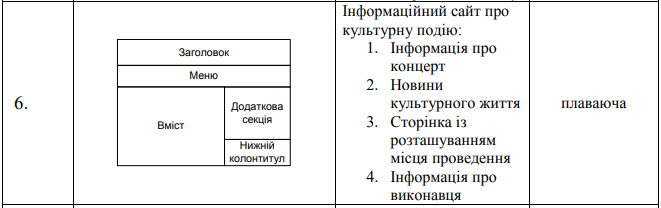 6.
Заголовок
Меню
Вміст
Додаткова
секція
Нижній
колонтитул
Інформаційний сайт про
культурну подію:
1. Інформація про
концерт
2. Новини
культурного життя
3. Сторінка із
розташуванням
місця проведення
4. Інформація про
виконавця
плаваюча